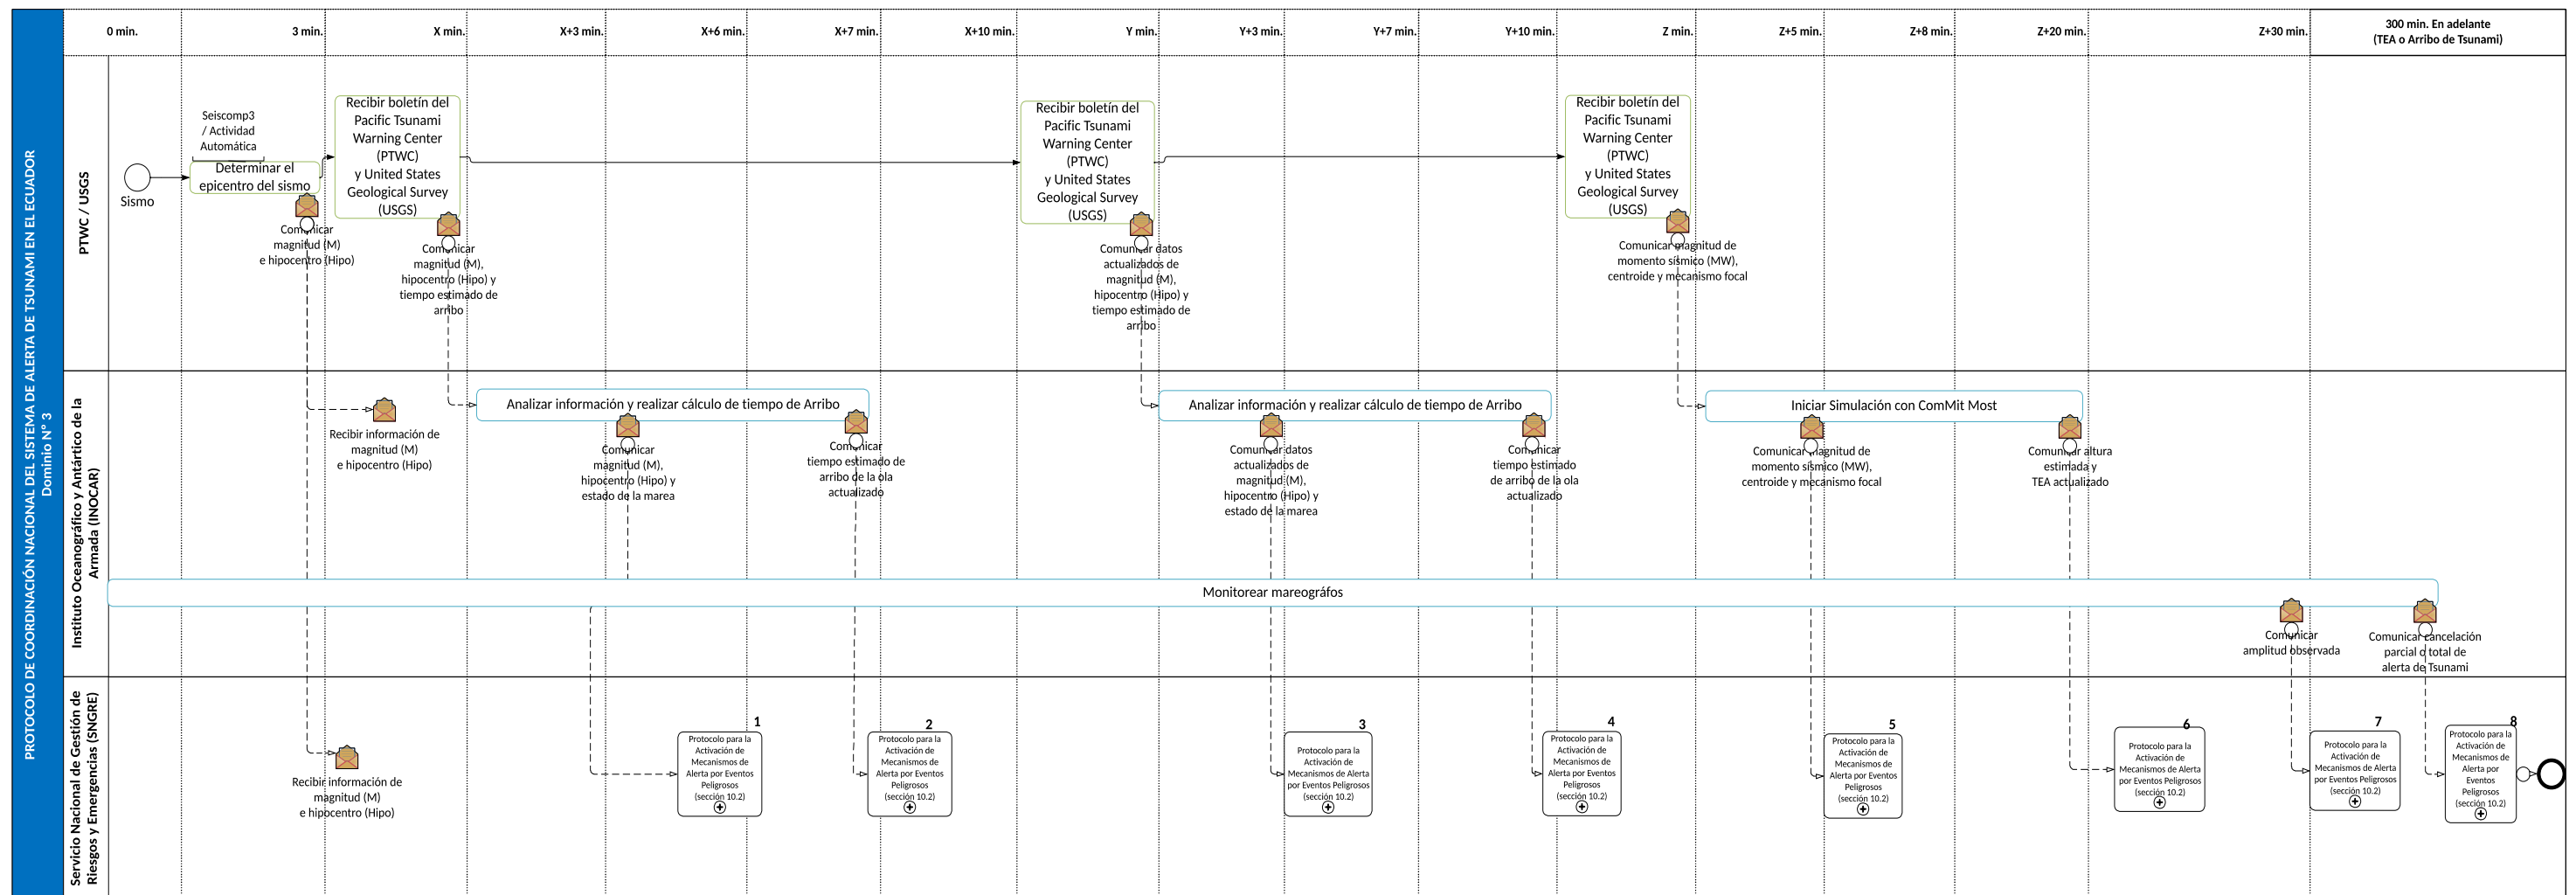 PROTOCOLO DE COORDINACIÓN NACIONAL DEL SISTEMA DE ALERTA DE TSUNAMI EN EL ECUADOR
Dominio N° 3
0 min.
3 min.
X min.
X+3 min.
X+6 min.
X+7 min.
X+10 min.
Y min.
Y+3 min.
Y+7 min.
Y+10 min.
Z min.
Z+5 min.
Z+8 min.
Z+20 min.
Z+30 min.
300 min. En adelante
(TEA o Arribo de Tsunami)
PTWC / USGS
Sismo
Seiscomp3
/ Actividad
Automática
Determinar el
epicentro del sismo
Comunicar
magnitud (M)
e hipocentro (Hipo)
Recibir boletín del
Pacific Tsunami
Warning Center
(PTWC)
y United States
Geological Survey
(USGS)
Comunicar
magnitud (M),
hipocentro (Hipo) y
tiempo estimado de
arribo
Recibir boletín del
Pacific Tsunami
Warning Center
(PTWC)
y United States
Geological Survey
(USGS)
Comunicar datos
actualizados de
magnitud (M),
hipocentro (Hipo) y
tiempo estimado de
arribo
Recibir boletín del
Pacific Tsunami
Warning Center
(PTWC)
y United States
Geological Survey
(USGS)
Comunicar magnitud de
momento sísmico (MW),
centroide y mecanismo focal
Instituto Oceanográfico y Antártico de la
Armada (INOCAR)
Recibir información de
magnitud (M)
e hipocentro (Hipo)
Analizar información y realizar cálculo de tiempo de Arribo
Comunicar
magnitud (M),
hipocentro (Hipo) y
estado de la marea
Comunicar
tiempo estimado de
arribo de la ola
actualizado
Analizar información y realizar cálculo de tiempo de Arribo
Comunicar datos
actualizados de
magnitud (M),
hipocentro (Hipo) y
estado de la marea
Comunicar
tiempo estimado
de arribo de la ola
actualizado
Iniciar Simulación con ComMit Most
Comunicar magnitud de
momento sísmico (MW),
centroide y mecanismo focal
Comunicar altura
estimada y
TEA actualizado
Monitorear mareográfos
Comunicar
amplitud observada
Comunicar cancelación
parcial o total de
alerta de Tsunami
Servicio Nacional de Gestión de
Riesgos y Emergencias (SNGRE)
Recibir información de
magnitud (M)
e hipocentro (Hipo)
1
Protocolo para la
Activación de
Mecanismos de
Alerta por Eventos
Peligrosos
(sección 10.2)
2
Protocolo para la
Activación de
Mecanismos de
Alerta por Eventos
Peligrosos
(sección 10.2)
3
Protocolo para la
Activación de
Mecanismos de Alerta
por Eventos Peligrosos
(sección 10.2)
4
Protocolo para la
Activación de
Mecanismos de
Alerta por Eventos
Peligrosos
(sección 10.2)
5
Protocolo para la
Activación de
Mecanismos de
Alerta por Eventos
Peligrosos
(sección 10.2)
6
Protocolo para la
Activación de
Mecanismos de Alerta
por Eventos Peligrosos
(sección 10.2)
7
Protocolo para la
Activación de
Mecanismos de Alerta
por Eventos Peligrosos
(sección 10.2)
8
Protocolo para la
Activación de
Mecanismos de
Alerta por
Eventos
Peligrosos
(sección 10.2)